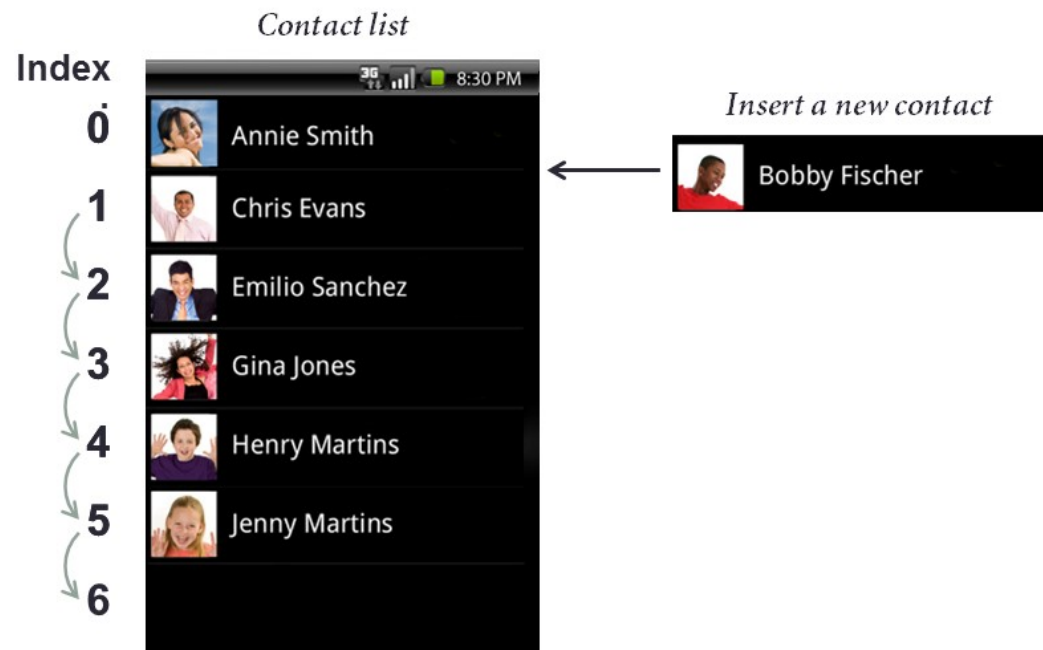 Contact list
Index
3G 8:30 PM
0 Annie Smith
1 Chris Evans
2 Emilio Sanchez
3 Gina Jones
4 Henry Martins
5 Jenny Martins
6
Insert a new contact
Bobby Fischer